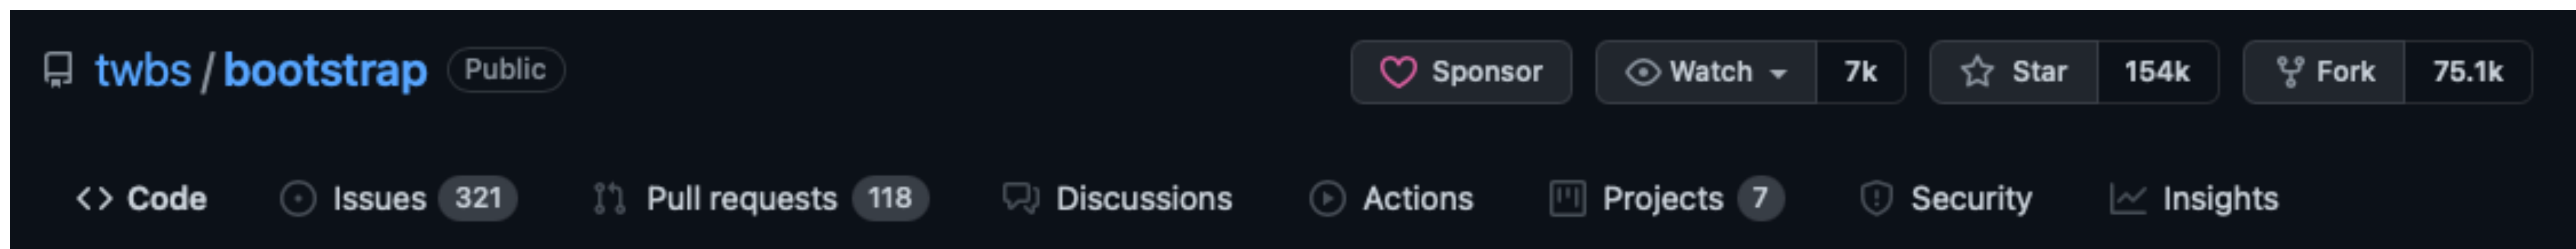 twbs / bootstrap Public Sponsor Watch 7k Star 154k Fork 75.1k
Code Issues 321 Pull requests 118 Discussions Actions Projects 7 Security Insights